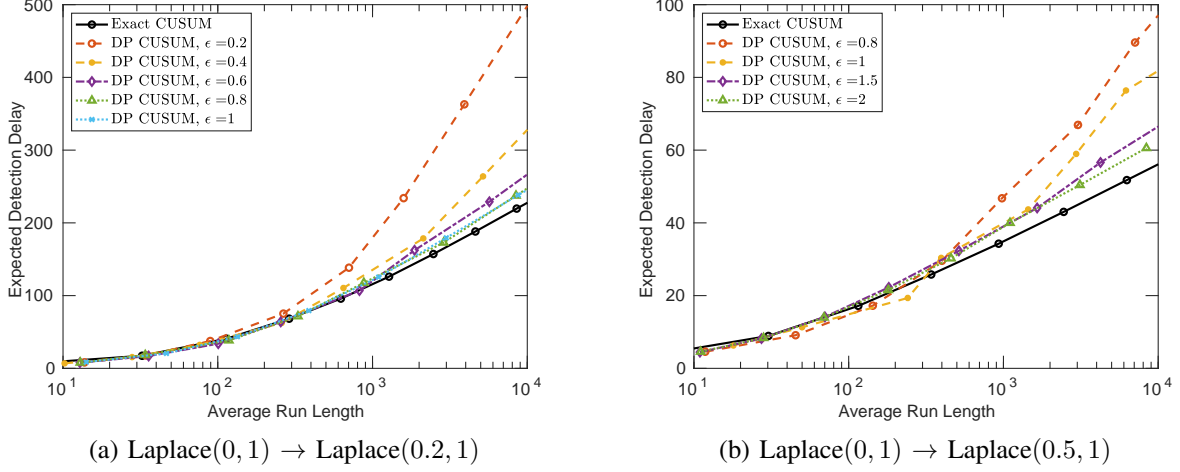 500
400
300
200
100
0
Expected Detection Delay
Exact CUSUM
DP CUSUM, ϵ =0.2
DP CUSUM, ϵ =0.4
DP CUSUM, ϵ =0.6
DP CUSUM, ϵ =0.8
DP CUSUM, ϵ =1
10^1 10^2 10^3 10^4
Average Run Length
(a) Laplace(0, 1) → Laplace(0.2, 1)
100
80
60
40
20
0
Expected Detection Delay
Exact CUSUM
DP CUSUM, ϵ =0.8
DP CUSUM, ϵ =1
DP CUSUM, ϵ =1.5
DP CUSUM, ϵ =2
10^1 10^2 10^3 10^4
Average Run Length
(b) Laplace(0, 1) → Laplace(0.5, 1)